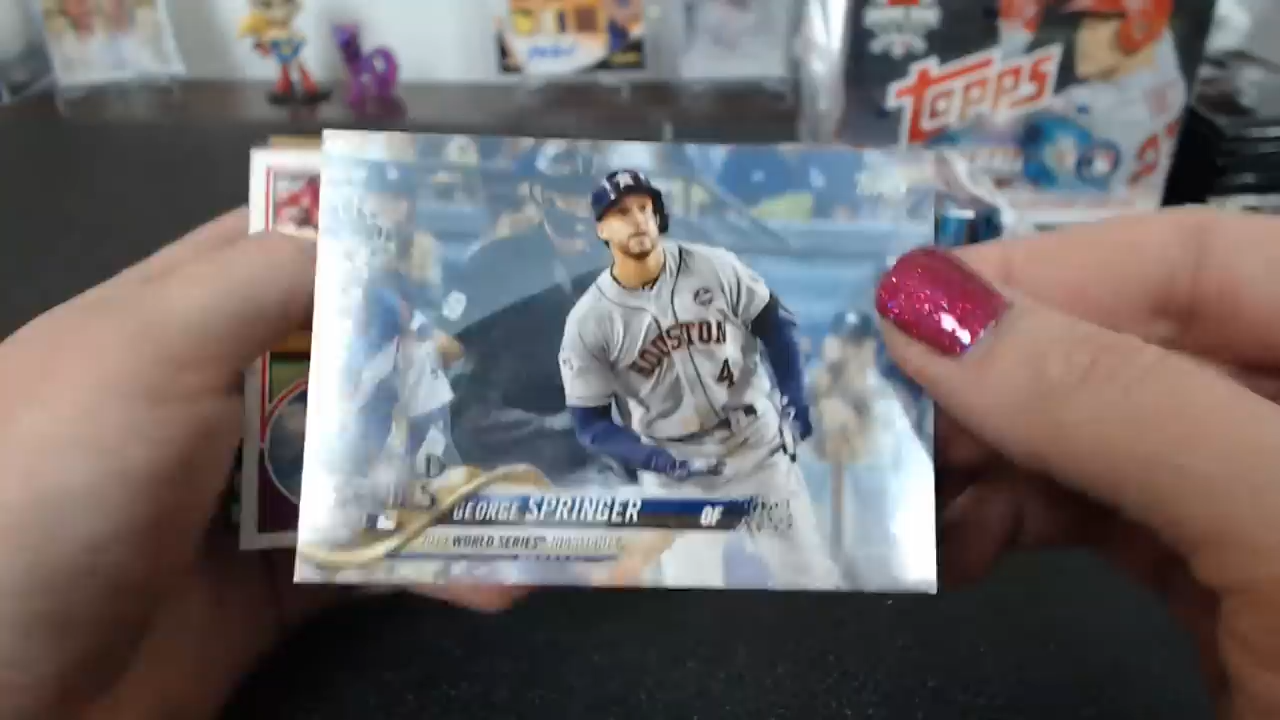 Topps
HOUSTON
4
GEORGE SPRINGER OF
WORLD SERIES